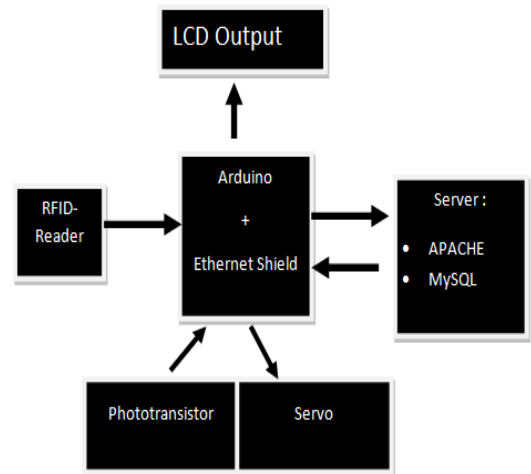 LCD Output
RFID-
Reader
Arduino
+
Ethernet Shield
Server :
• APACHE
• MySQL
Phototransistor
Servo